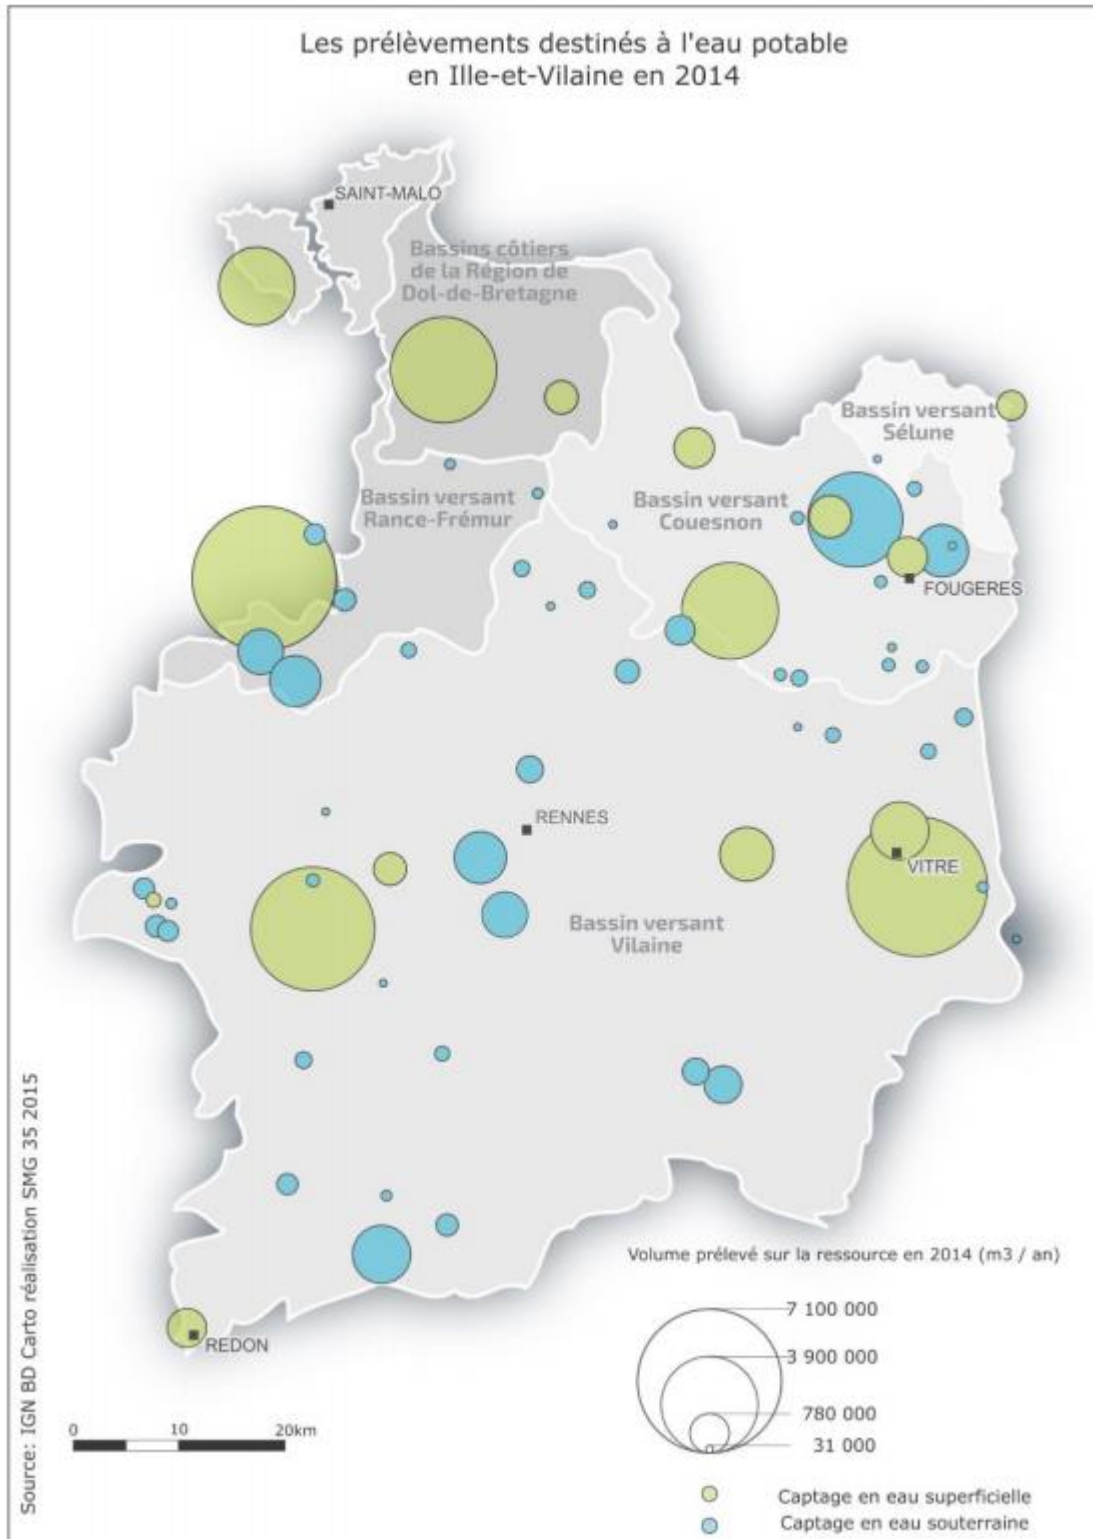 Les prélèvements destinés à l'eau potable
en Ille-et-Vilaine en 2014
SAINT-MALO
Bassins côtiers
de la Région de
Dol-de-Bretagne
Bassin versant
Sélune
Bassin versant
Rance-Frémur
Bassin versant
Couesnon
FOUGERES
RENNES
VITRE
Bassin versant
Vilaine
REDON
Volume prélevé sur la ressource en 2014 (m3 / an)
7 100 000
3 900 000
780 000
31 000
0 10 20km
Captage en eau superficielle
Captage en eau souterraine
Source: IGN BD Carto réalisation SMG 35 2015